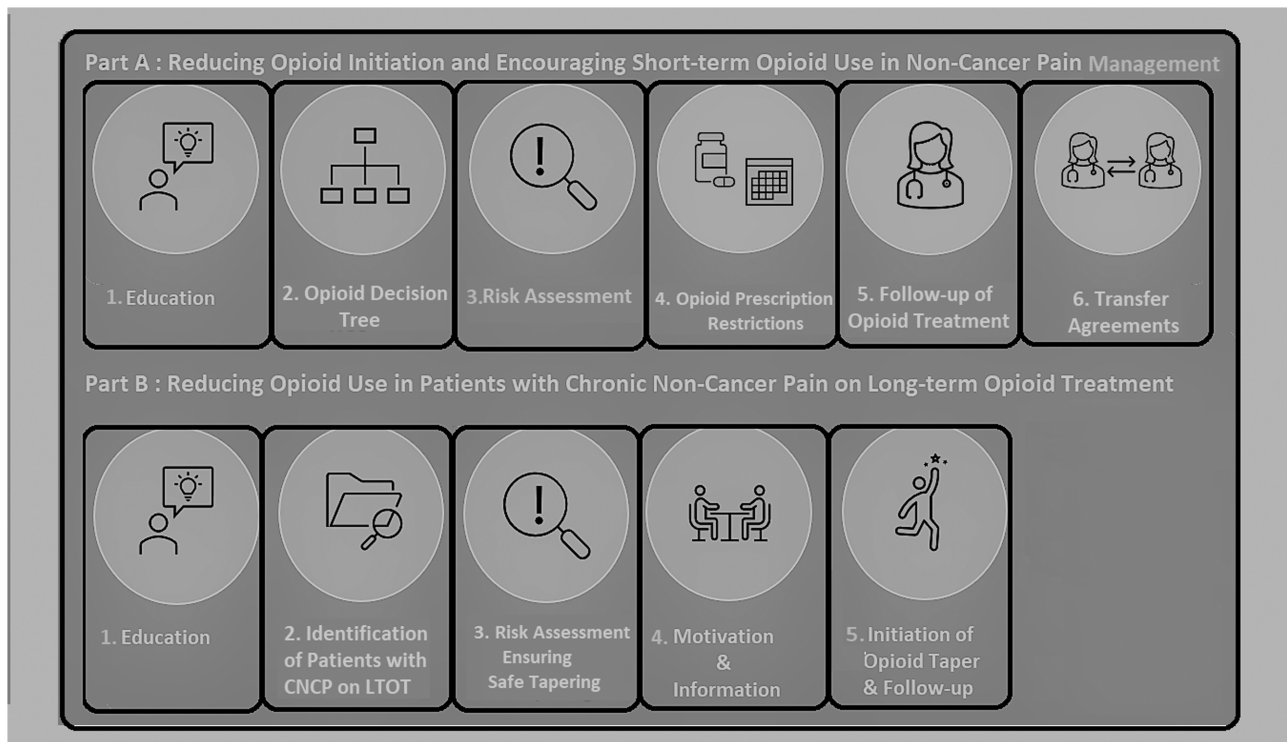 Part A : Reducing Opioid Initiation and Encouraging Short-term Opioid Use in Non-Cancer Pain Management
1. Education
2. Opioid Decision
Tree
3.Risk Assessment
4. Opioid Prescription
Restrictions
5. Follow-up of
Opioid Treatment
6. Transfer
Agreements
Part B : Reducing Opioid Use in Patients with Chronic Non-Cancer Pain on Long-term Opioid Treatment
1. Education
2. Identification
of Patients with
CNCP on LTOT
3. Risk Assessment
Ensuring
Safe Tapering
4. Motivation
&
Information
5. Initiation of
Opioid Taper
& Follow-up